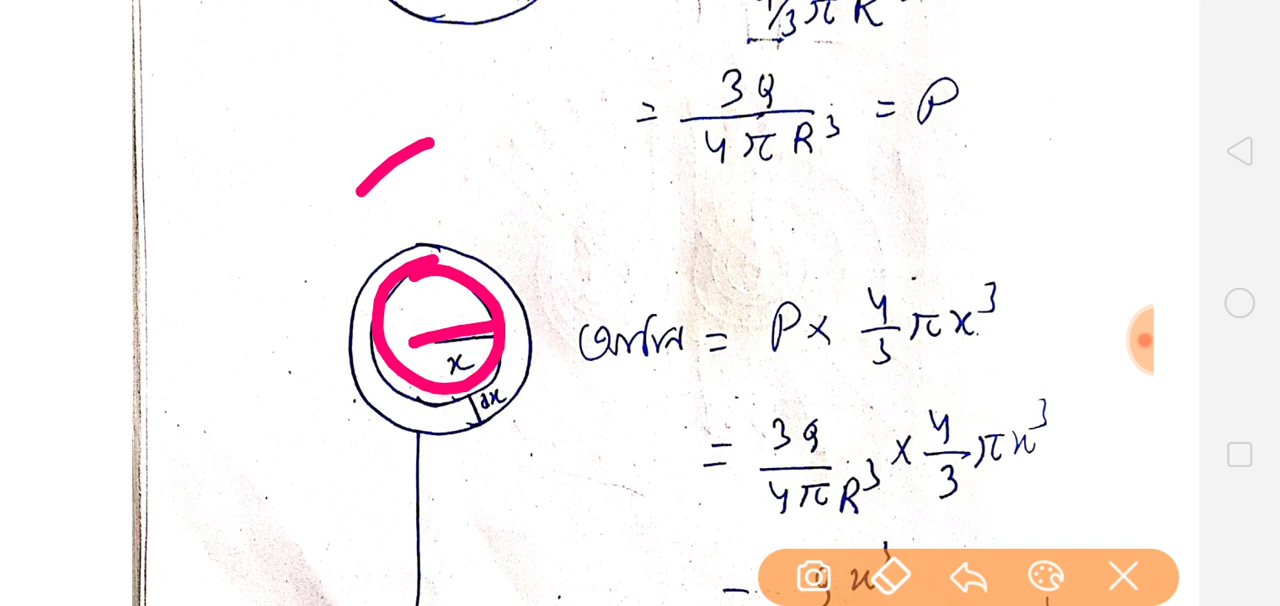 = 3q / 4πR³ = ρ
x
dx
= ρ × 4/3 πx³
= 3q / 4πR³ × 4/3 πx³